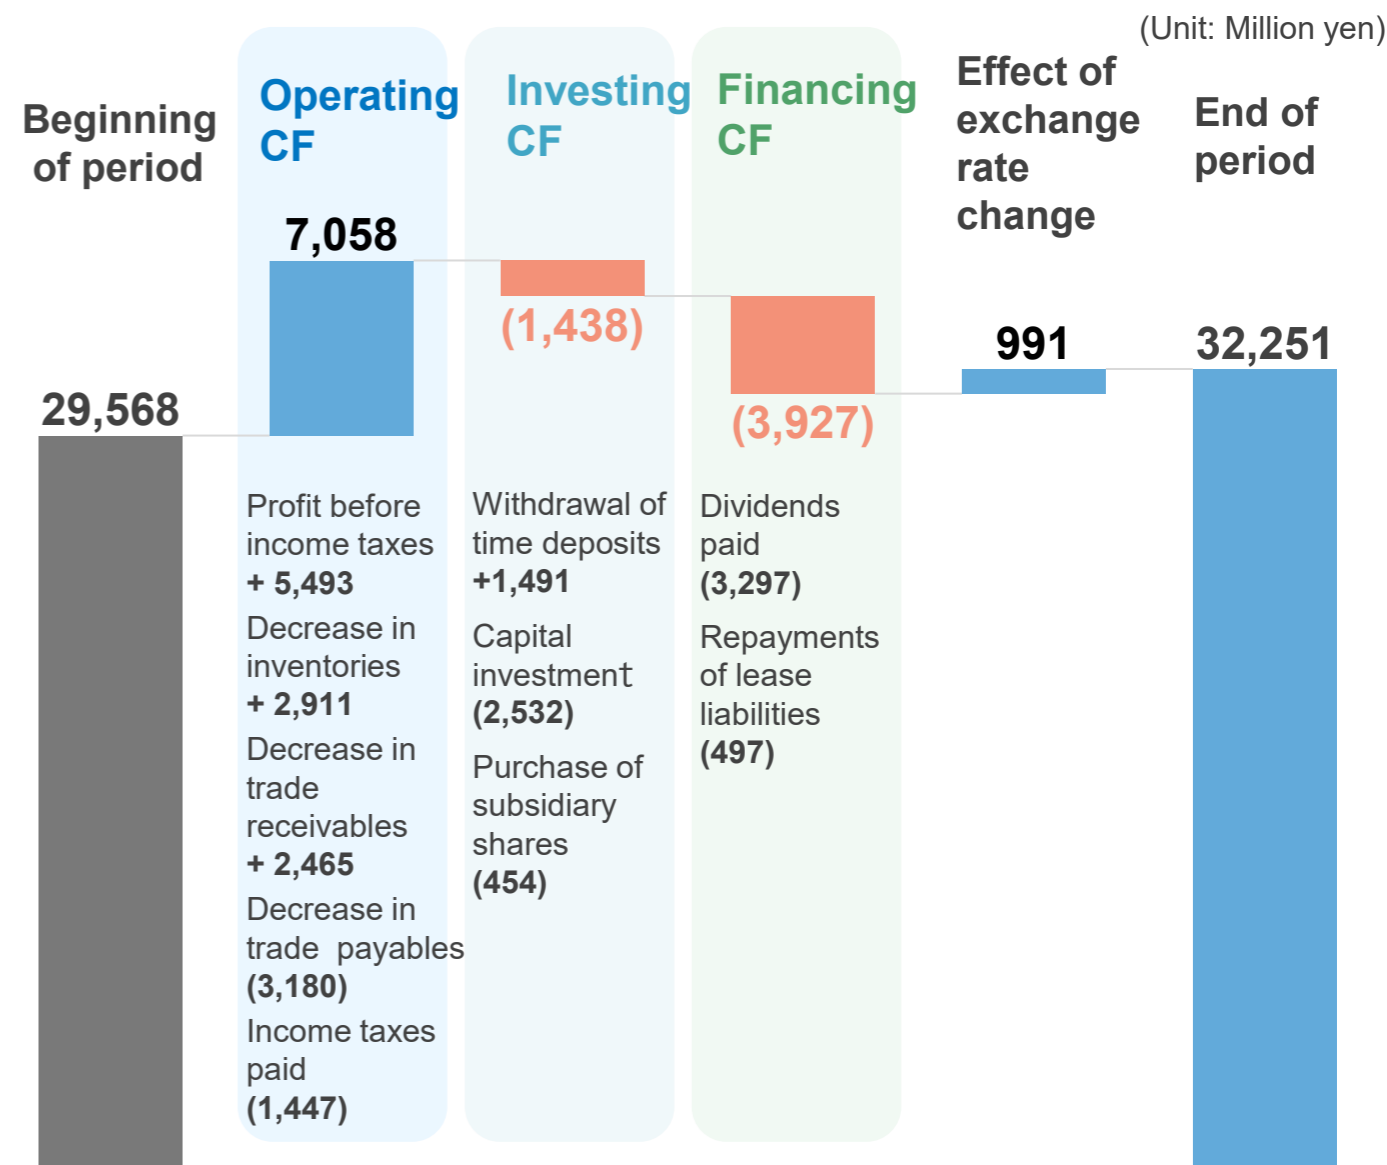 (Unit: Million yen)
Beginning
of period
Operating
CF
Investing
CF
Financing
CF
Effect of
exchange
rate
change
End of
period
29,568
7,058
(1,438)
(3,927)
991
32,251
Profit before
income taxes
+ 5,493
Decrease in
inventories
+ 2,911
Decrease in
trade
receivables
+ 2,465
Decrease in
trade  payables
(3,180)
Income taxes
paid
(1,447)
Withdrawal of
time deposits
+1,491
Capital
investment
(2,532)
Purchase of
subsidiary
shares
(454)
Dividends
paid
(3,297)
Repayments
of lease
liabilities
(497)